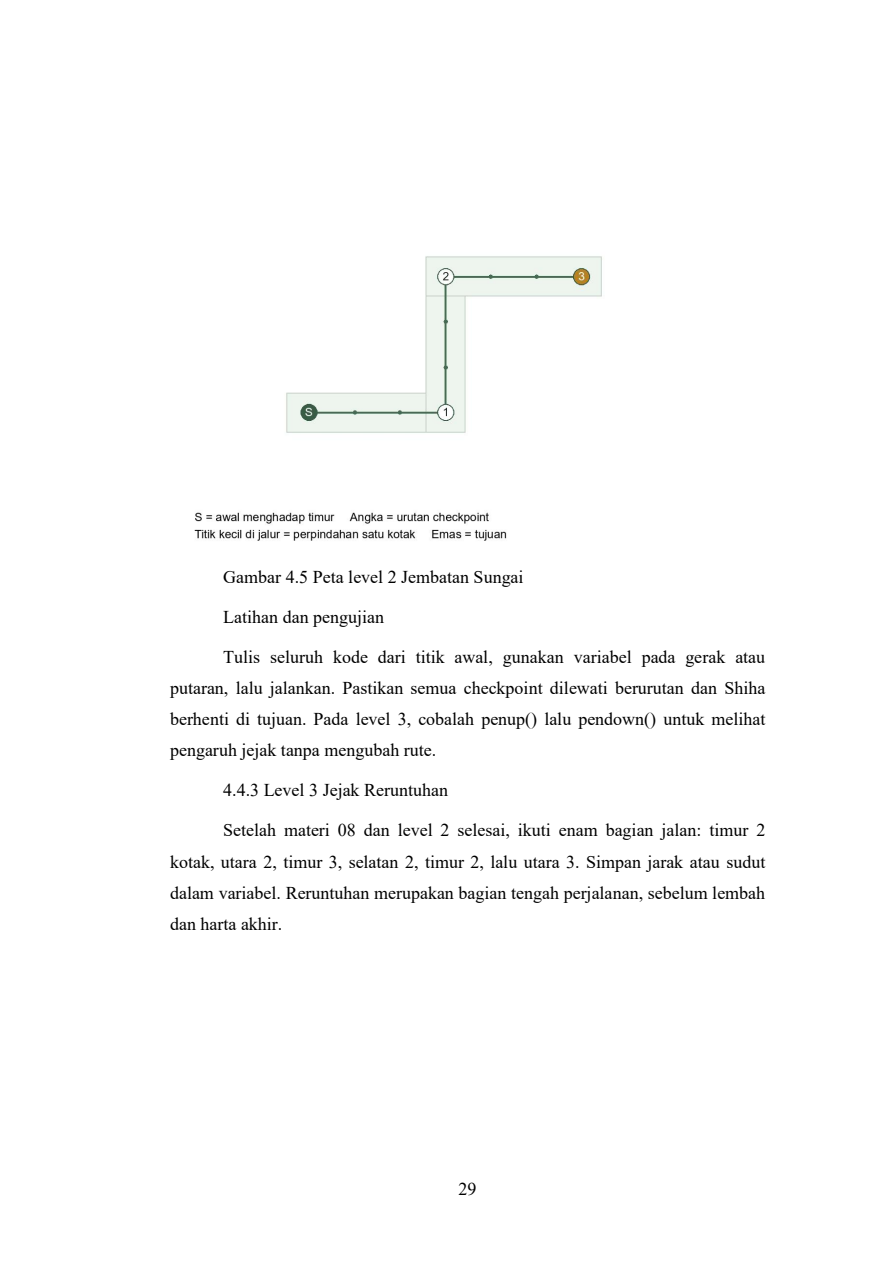 2
3
S
1
S = awal menghadap timur Angka = urutan checkpoint
Titik kecil di jalur = perpindahan satu kotak Emas = tujuan
Gambar 4.5 Peta level 2 Jembatan Sungai
Latihan dan pengujian
Tulis seluruh kode dari titik awal, gunakan variabel pada gerak atau
putaran, lalu jalankan. Pastikan semua checkpoint dilewati berurutan dan Shiha
berhenti di tujuan. Pada level 3, cobalah penup() lalu pendown() untuk melihat
pengaruh jejak tanpa mengubah rute.
4.4.3 Level 3 Jejak Reruntuhan
Setelah materi 08 dan level 2 selesai, ikuti enam bagian jalan: timur 2
kotak, utara 2, timur 3, selatan 2, timur 2, lalu utara 3. Simpan jarak atau sudut
dalam variabel. Reruntuhan merupakan bagian tengah perjalanan, sebelum lembah
dan harta akhir.
29